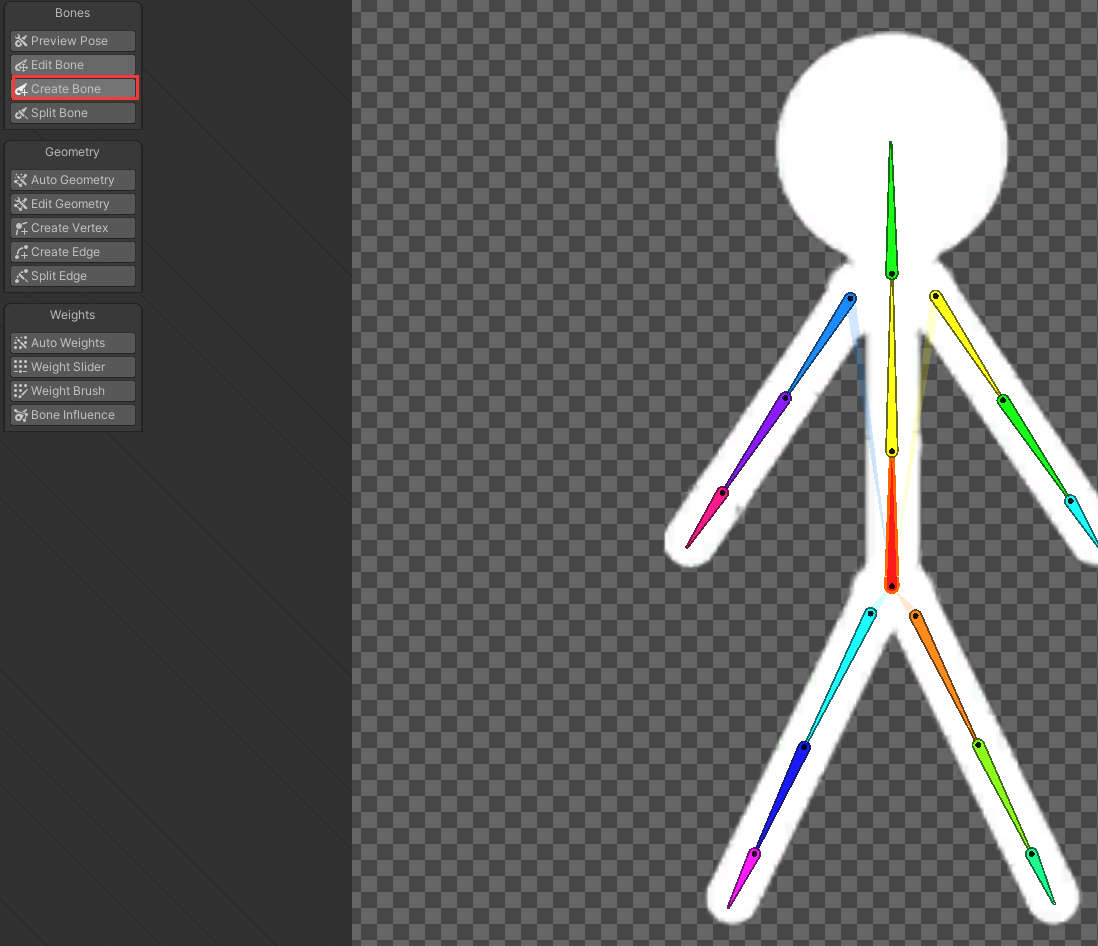 Bones
Preview Pose
Edit Bone
Create Bone
Split Bone
Geometry
Auto Geometry
Edit Geometry
Create Vertex
Create Edge
Split Edge
Weights
Auto Weights
Weight Slider
Weight Brush
Bone Influence